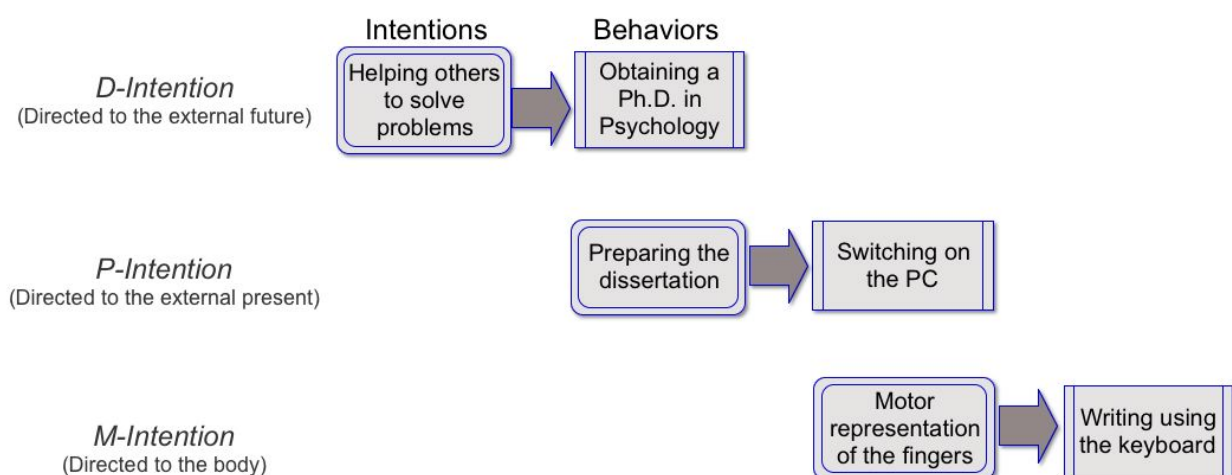 Intentions
Behaviors
D-Intention
(Directed to the external future)
Helping others
to solve
problems
Obtaining a
Ph.D. in
Psychology
P-Intention
(Directed to the external present)
Preparing the
dissertation
Switching on
the PC
M-Intention
(Directed to the body)
Motor
representation
of the fingers
Writing using
the keyboard